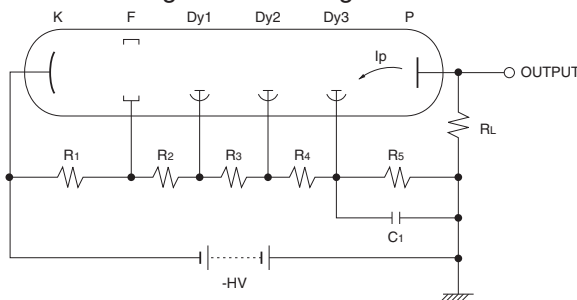 K F Dy1 Dy2 Dy3 P
Ip
OUTPUT
RL
R1 R2 R3 R4 R5
C1
-HV